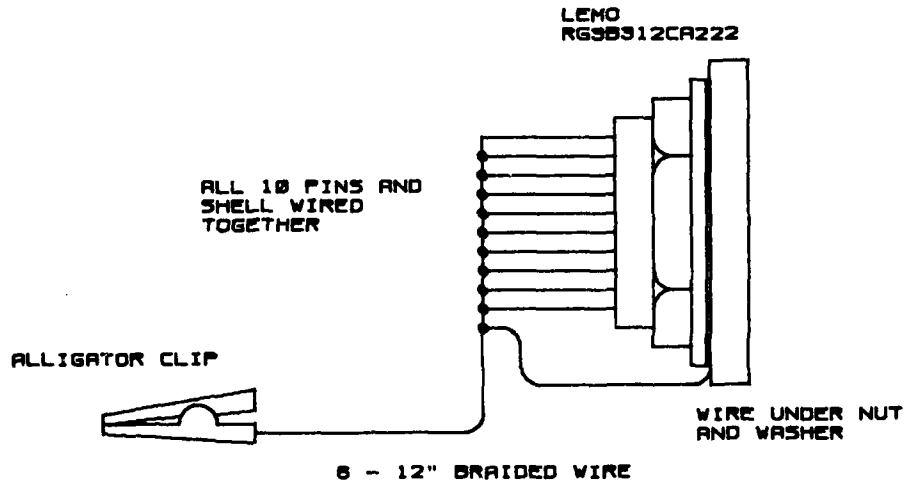 LEMO
RG3B312CA222
ALL 10 PINS AND
SHELL WIRED
TOGETHER
ALLIGATOR CLIP
WIRE UNDER NUT
AND WASHER
6 - 12" BRAIDED WIRE